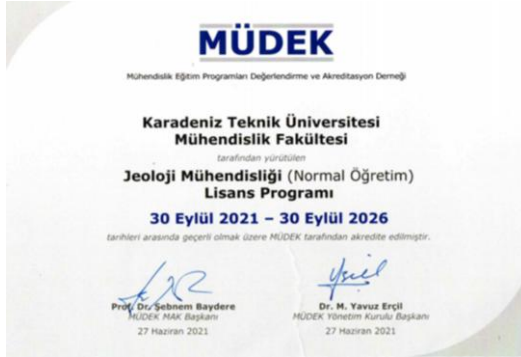 MÜDEK
Mühendislik Eğitim Programları Değerlendirme ve Akreditasyon Derneği
Karadeniz Teknik Üniversitesi
Mühendislik Fakültesi
tarafından yürütülen
Jeoloji Mühendisliği (Normal Öğretim)
Lisans Programı
30 Eylül 2021 – 30 Eylül 2026
tarihleri arasında geçerli olmak üzere MÜDEK tarafından akredite edilmiştir.
Prof. Dr. Şebnem Baydere
MÜDEK MAK Başkanı
27 Haziran 2021
Dr. M. Yavuz Erçil
MÜDEK Yönetim Kurulu Başkanı
27 Haziran 2021